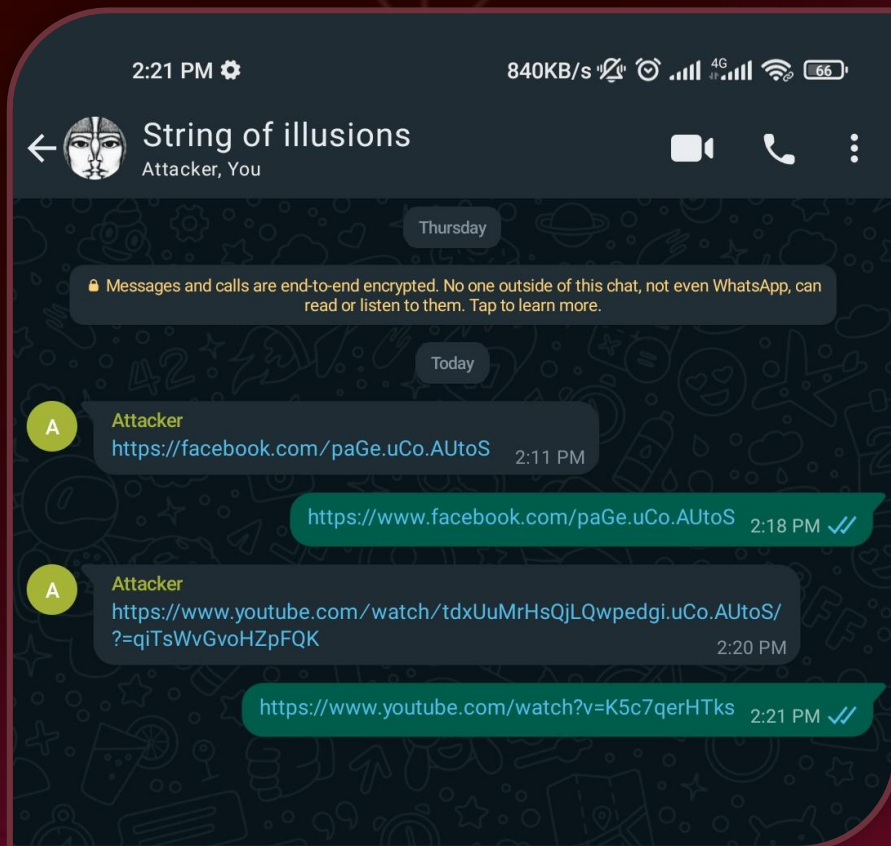 2:21 PM
840KB/s 4G 66
String of illusions
Attacker, You
Thursday
Messages and calls are end-to-end encrypted. No one outside of this chat, not even WhatsApp, can
read or listen to them. Tap to learn more.
Today
A
Attacker
https://facebook.com/paGe.uCo.AUtoS 2:11 PM
https://www.facebook.com/paGe.uCo.AUtoS 2:18 PM
A
Attacker
https://www.youtube.com/watch/tdxUuMrHsQjLQwpedgi.uCo.AUtoS/
?=qiTsWvGvoHZpFQK 2:20 PM
https://www.youtube.com/watch?v=K5c7qerHTks 2:21 PM